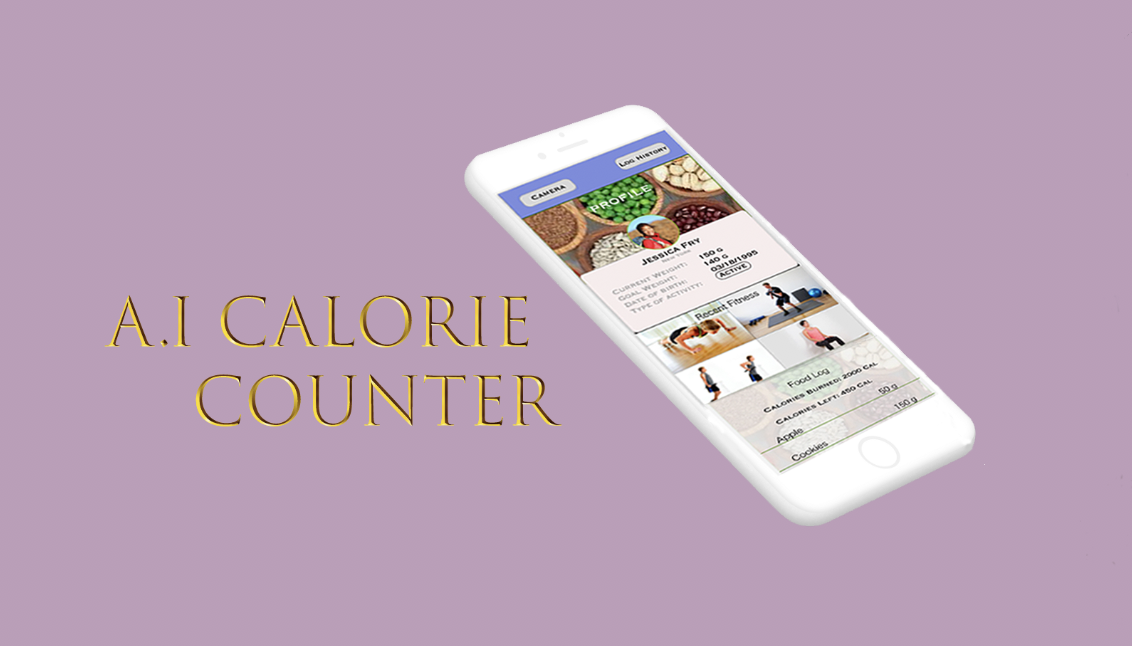 A.I CALORIE
COUNTER
CAMERA
LOG HISTORY
PROFILE
JESSICA FRY
NEW YORK
CURRENT WEIGHT: 150 G
GOAL WEIGHT: 140 G
DATE OF BIRTH: 03/18/1995
TYPE OF ACTIVITY: ACTIVE
Recent Fitness
Food Log
CALORIES BURNED: 2000 CAL
CALORIES LEFT: 450 CAL
Apple 50 g
Cookies 150 g